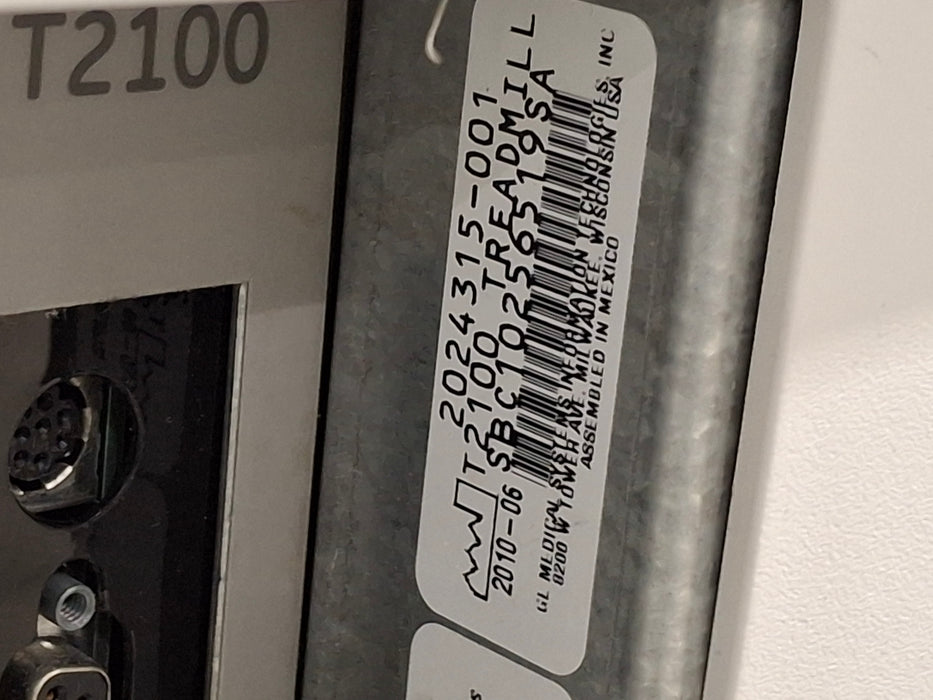 T2100
2024315-001
T2100 TREADMILL
2010-06 SBC10256519SA
GE MEDICAL SYSTEMS INFORMATION TECHNOLOGIES, INC
8200 W TOWER AVE. MILWAUKEE, WISCONSIN USA
ASSEMBLED IN MEXICO